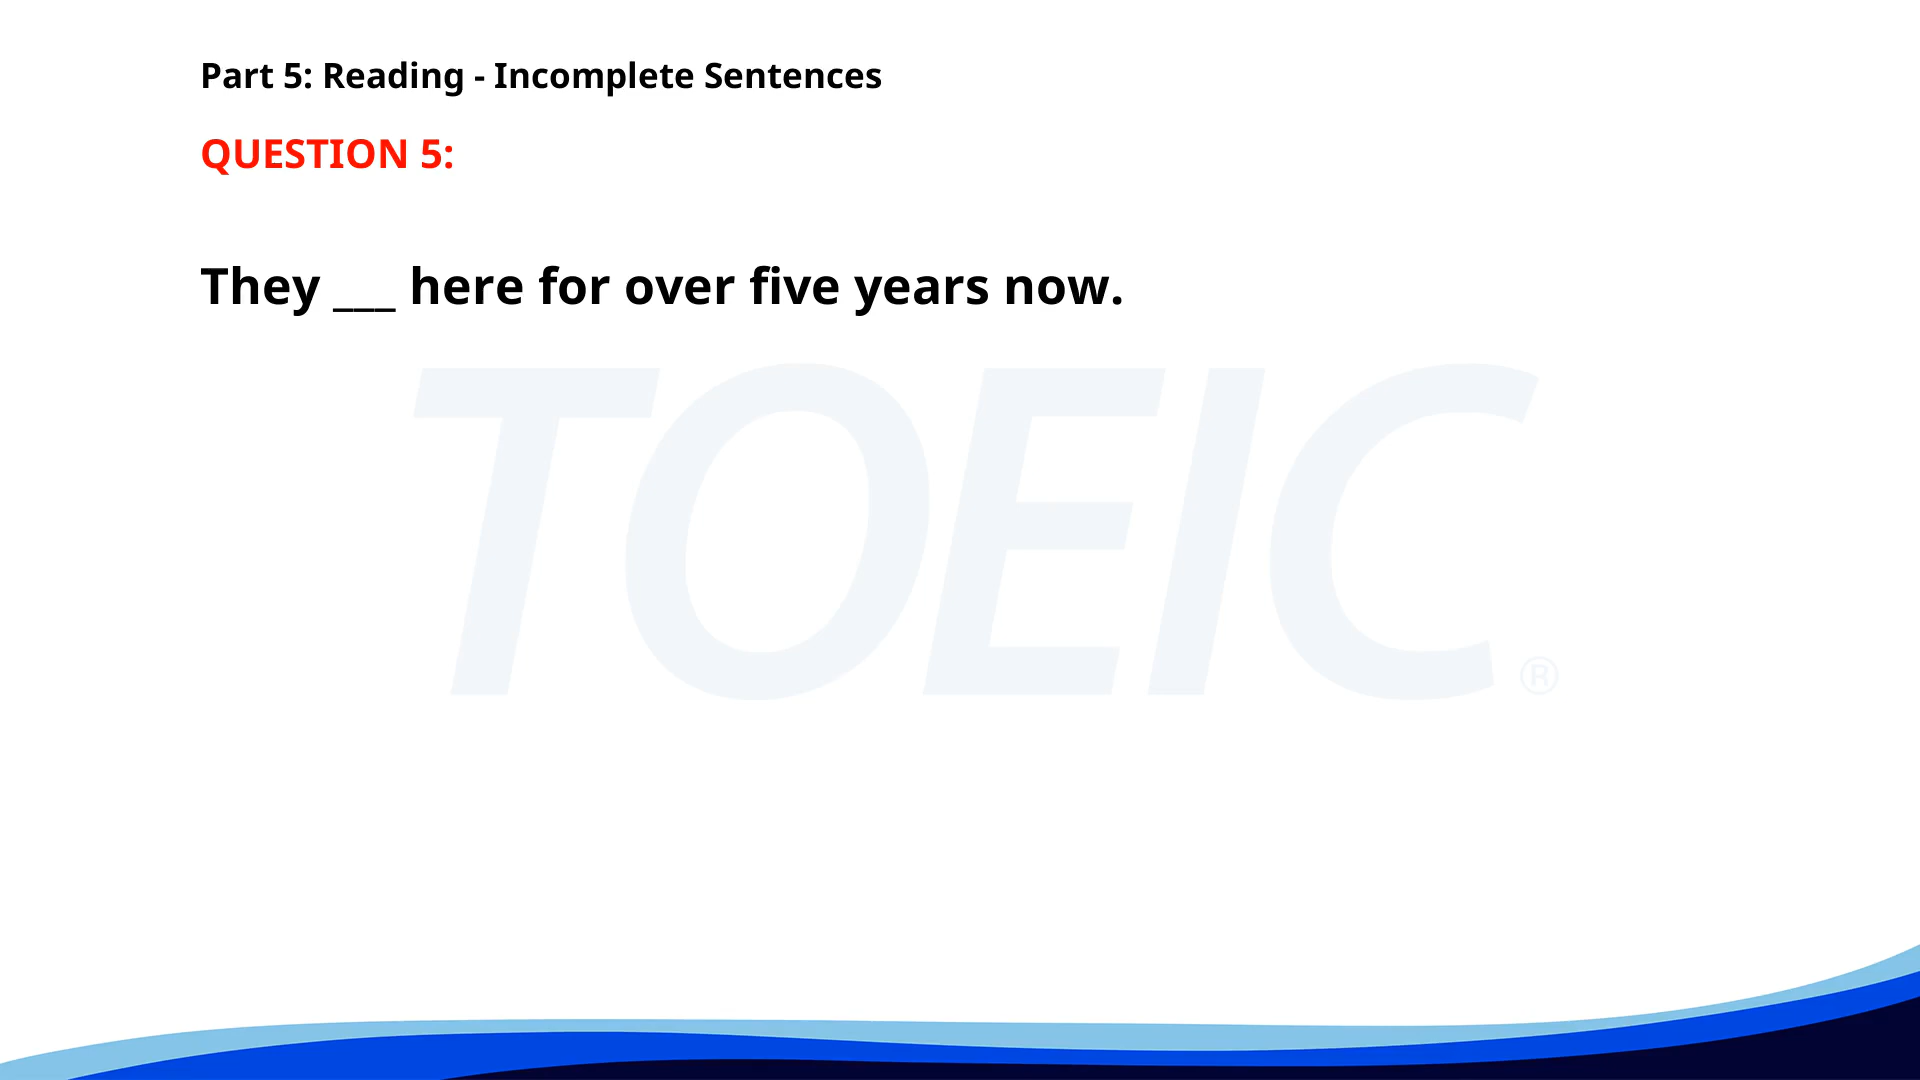 Part 5: Reading - Incomplete Sentences
QUESTION 5:
They ___ here for over five years now.
TOEIC®